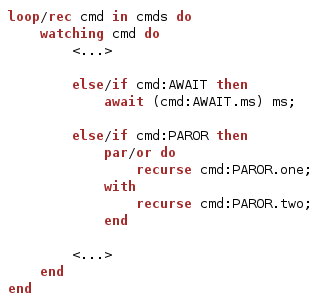 loop/rec cmd in cmds do
    watching cmd do
        <...>

        else/if cmd:AWAIT then
            await (cmd:AWAIT.ms) ms;

        else/if cmd:PAROR then
            par/or do
                recurse cmd:PAROR.one;
            with
                recurse cmd:PAROR.two;
            end

        <...>
    end
end